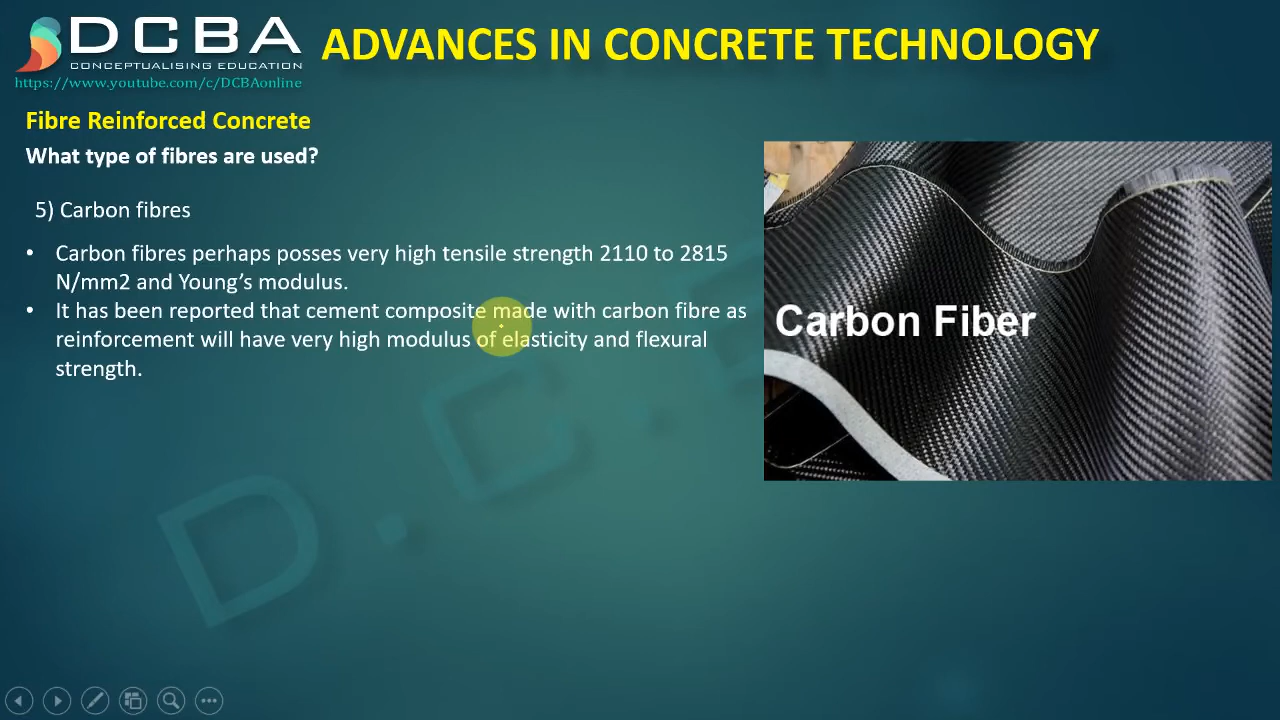 DCBA
CONCEPTUALISING EDUCATION
https://www.youtube.com/c/DCBAonline
ADVANCES IN CONCRETE TECHNOLOGY
Fibre Reinforced Concrete
What type of fibres are used?
5) Carbon fibres
• Carbon fibres perhaps posses very high tensile strength 2110 to 2815
N/mm2 and Young’s modulus.
• It has been reported that cement composite made with carbon fibre as
reinforcement will have very high modulus of elasticity and flexural
strength.
Carbon Fiber
D.C.B